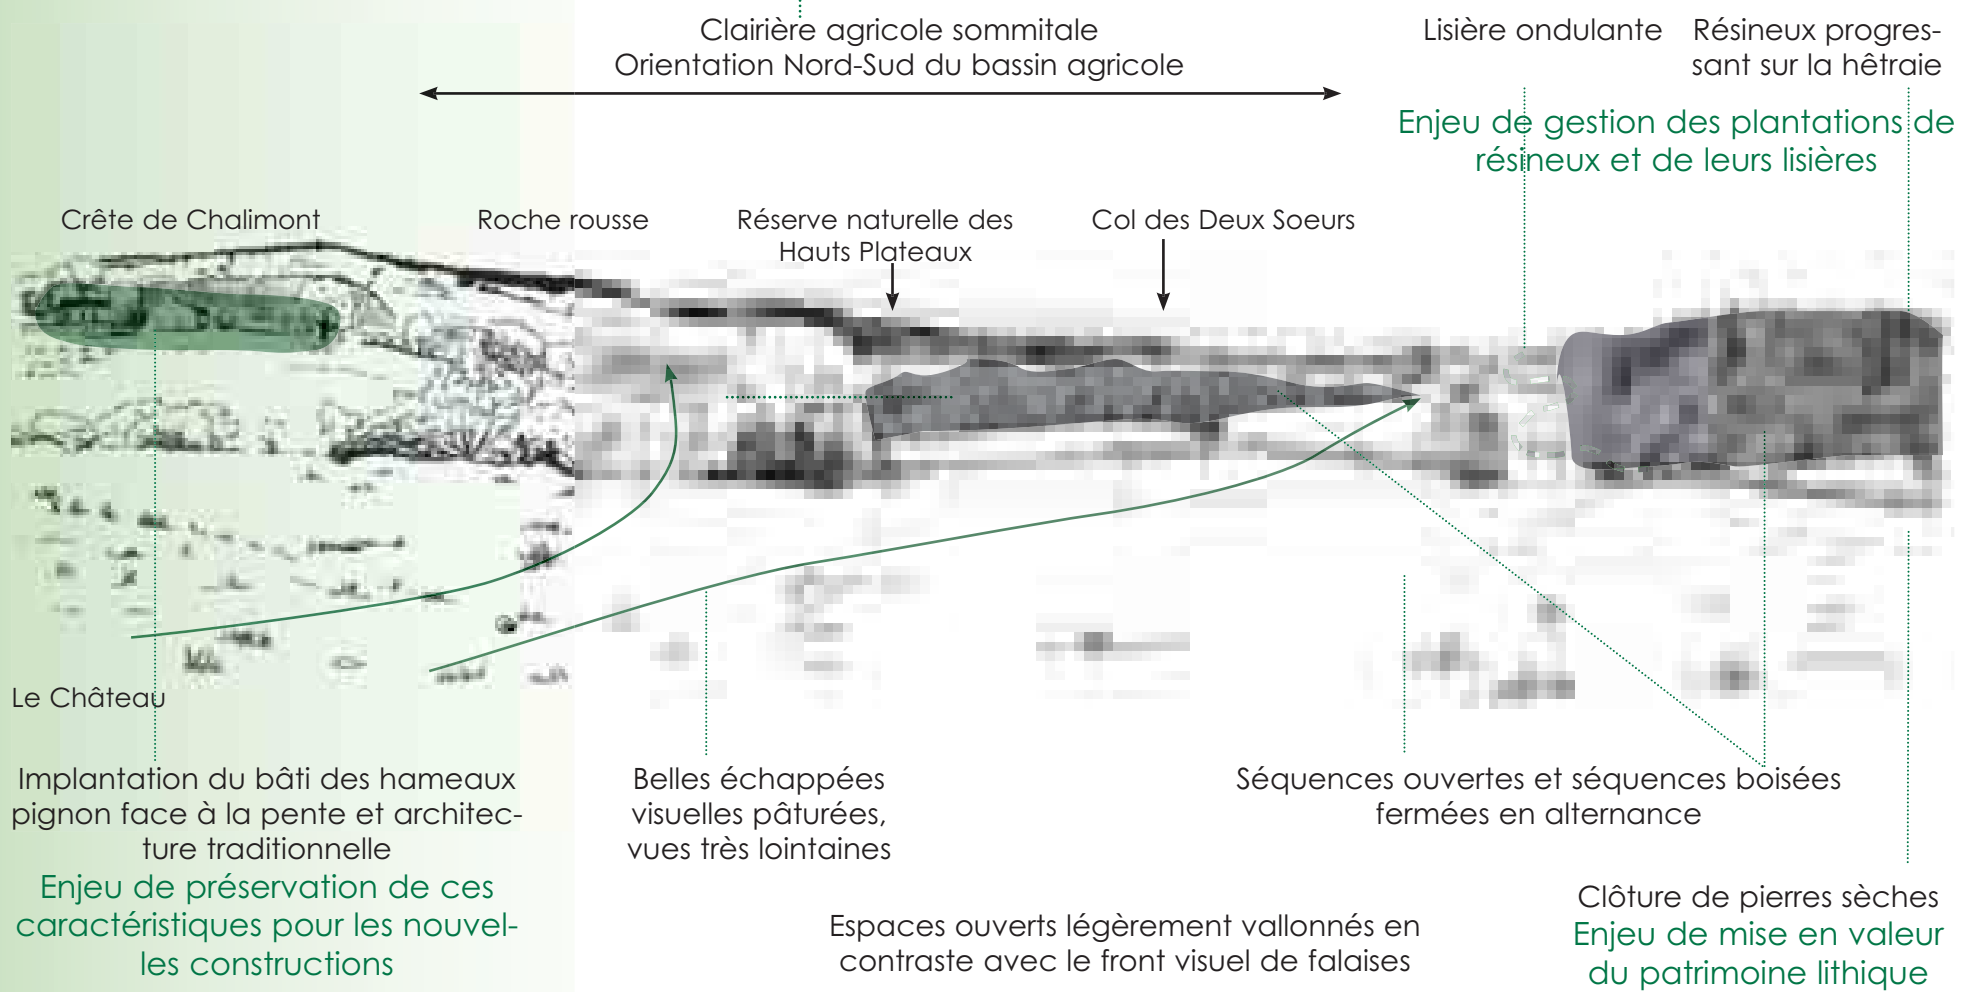 Clairière agricole sommitale
Orientation Nord-Sud du bassin agricole
Lisière ondulante
Résineux progres-
sant sur la hêtraie
Enjeu de gestion des plantations de
résineux et de leurs lisières
Crête de Chalimont
Roche rousse
Réserve naturelle des
Hauts Plateaux
Col des Deux Soeurs
Le Château
Implantation du bâti des hameaux
pignon face à la pente et architec-
ture traditionnelle
Enjeu de préservation de ces
caractéristiques pour les nouvel-
les constructions
Belles échappées
visuelles pâturées,
vues très lointaines
Espaces ouverts légèrement vallonnés en
contraste avec le front visuel de falaises
Séquences ouvertes et séquences boisées
fermées en alternance
Clôture de pierres sèches
Enjeu de mise en valeur
du patrimoine lithique